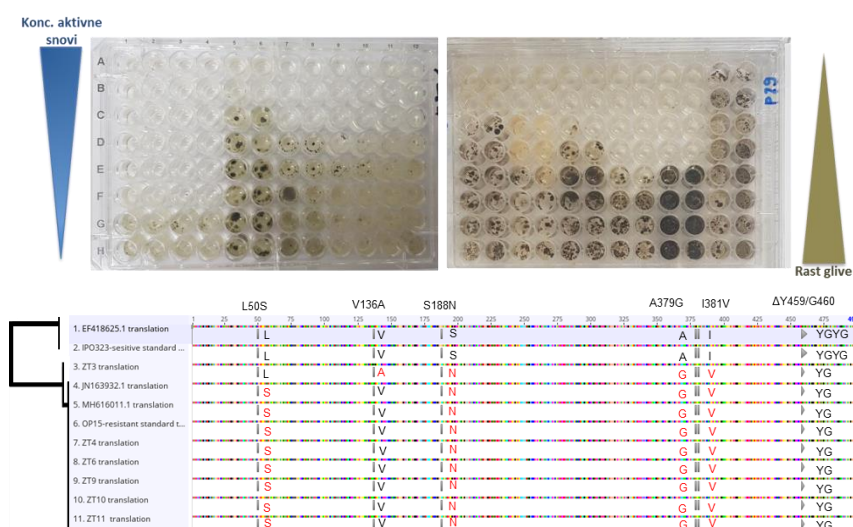 Konc. aktivne
snovi
A
B
C
D
E
F
G
H
P29
Rast glive
L50S V136A S188N A379G I381V ΔY459/G460
1 25 50 75 100 125 150 175 200 225 250 275 300 325 350 375 400 425 450 475
1. EF418625.1 translation L V S A I YGYG
2. IPO323-sesitive standard ... L V S A I YGYG
3. ZT3 translation L A N G V YG
4. JN163932.1 translation S V N G V YG
5. MH616011.1 translation S V N G V YG
6. OP15-resistant standard t... S V N G V YG
7. ZT4 translation S V N G V YG
8. ZT6 translation S V N G V YG
9. ZT9 translation S V N G V YG
10. ZT10 translation S V N G V YG
11. ZT11 translation S V N G V YG